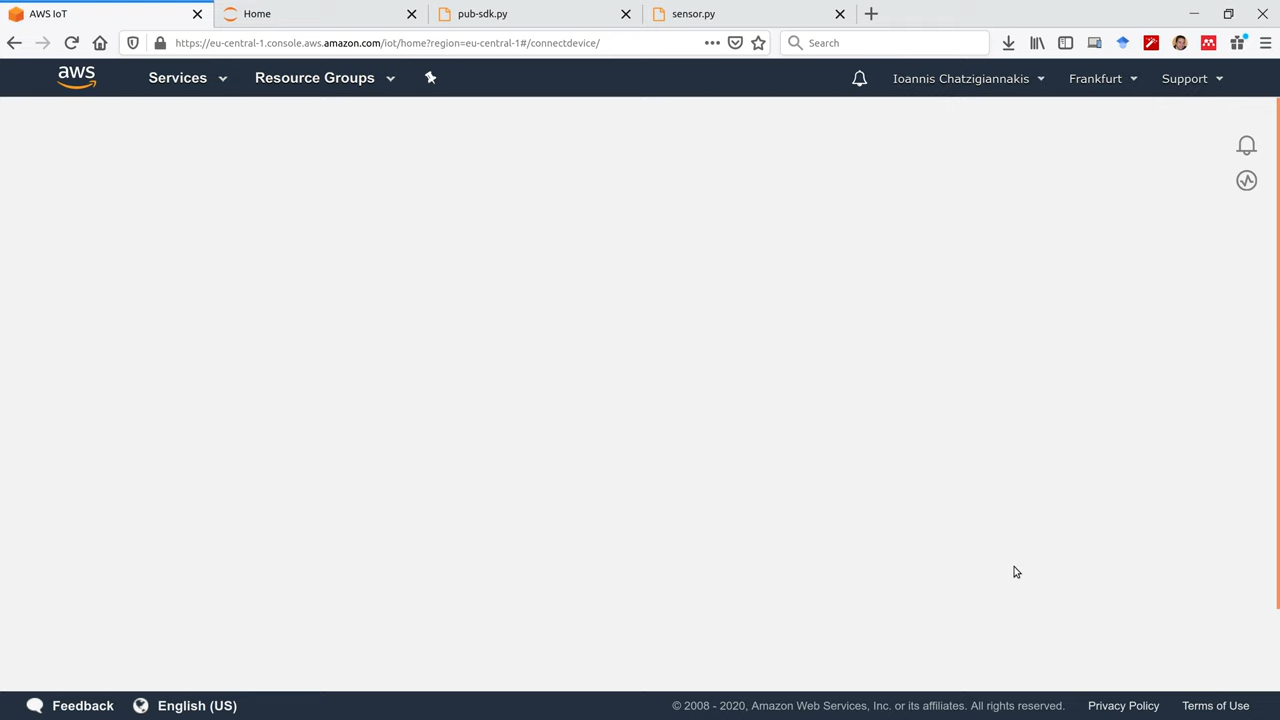 AWS IoT
Home
pub-sdk.py
sensor.py
https://eu-central-1.console.aws.amazon.com/iot/home?region=eu-central-1#/connectdevice/
Search
aws
Services
Resource Groups
Ioannis Chatzigiannakis
Frankfurt
Support
Feedback
English (US)
© 2008 - 2020, Amazon Web Services, Inc. or its affiliates. All rights reserved.
Privacy Policy
Terms of Use